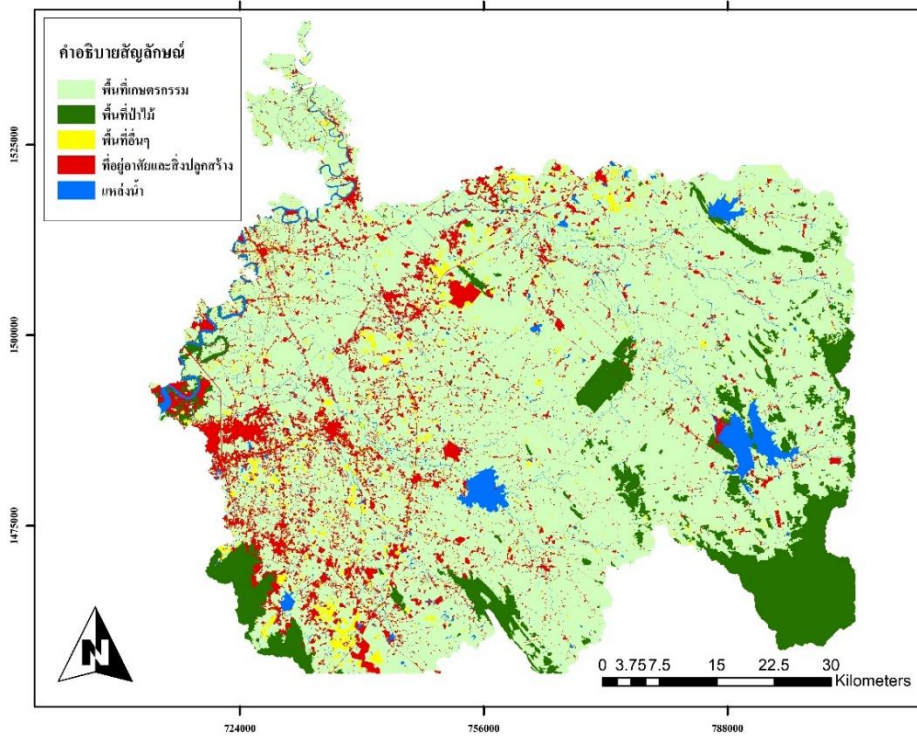 คำอธิบายสัญลักษณ์
พื้นที่เกษตรกรรม
พื้นที่ป่าไม้
พื้นที่อื่นๆ
ที่อยู่อาศัยและสิ่งปลูกสร้าง
แหล่งน้ำ
1525000
1500000
1475000
N
0 3.75 7.5 15 22.5 30
Kilometers
724000 756000 788000